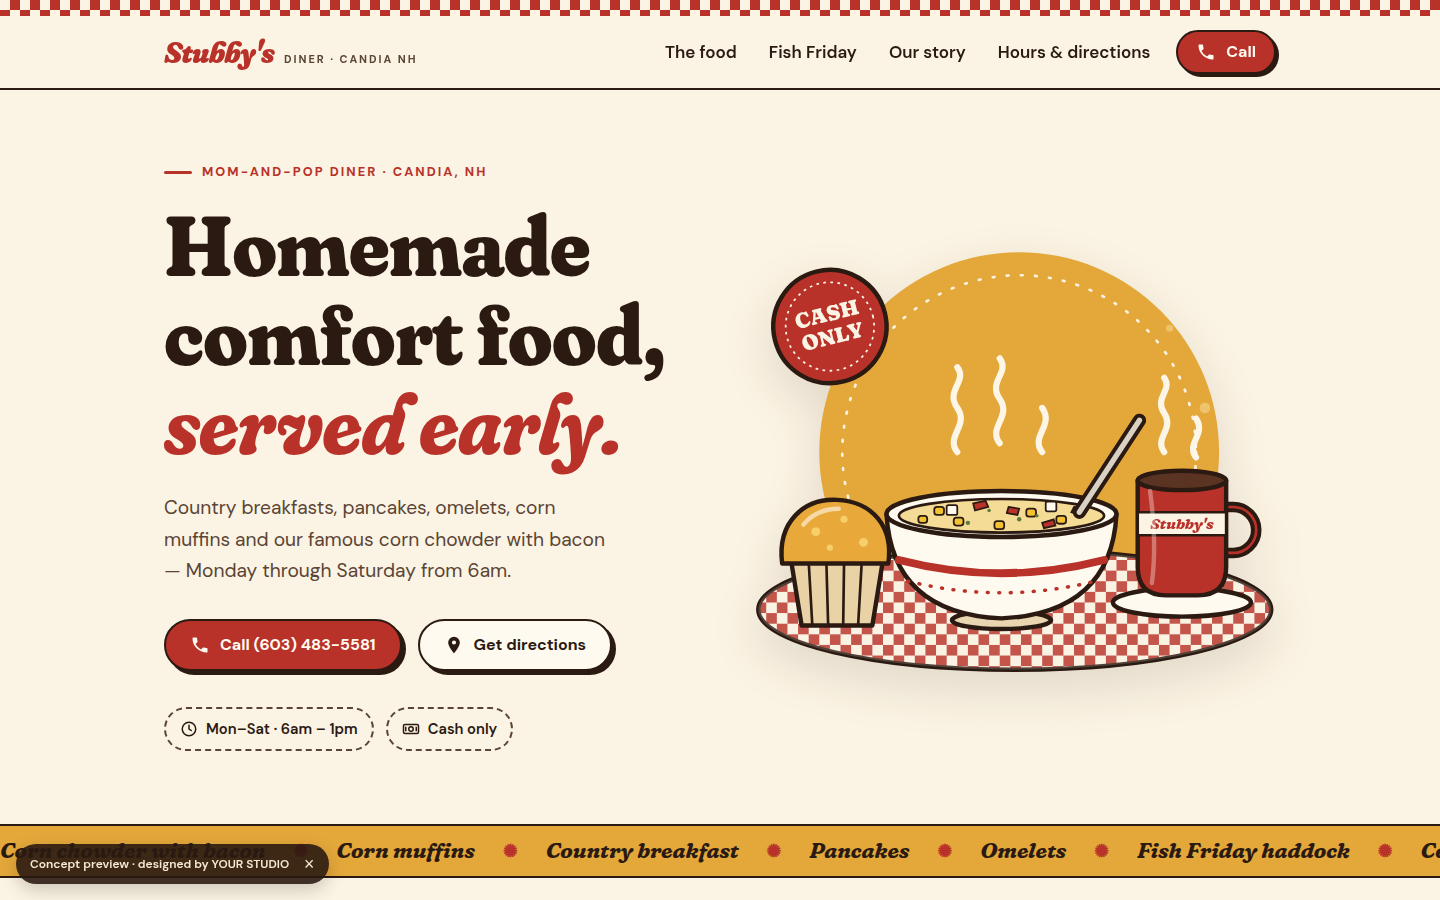 Stubby's DINER · CANDIA NH
The food
Fish Friday
Our story
Hours & directions
Call
MOM-AND-POP DINER · CANDIA, NH
Homemade
comfort food,
served early.
Country breakfasts, pancakes, omelets, corn
muffins and our famous corn chowder with bacon
— Monday through Saturday from 6am.
Call (603) 483-5581
Get directions
Mon–Sat · 6am – 1pm
Cash only
CASH
ONLY
Stubby's
Corn chowder with bacon
Corn muffins
Country breakfast
Pancakes
Omelets
Fish Friday haddock
Concept preview · designed by YOUR STUDIO ×